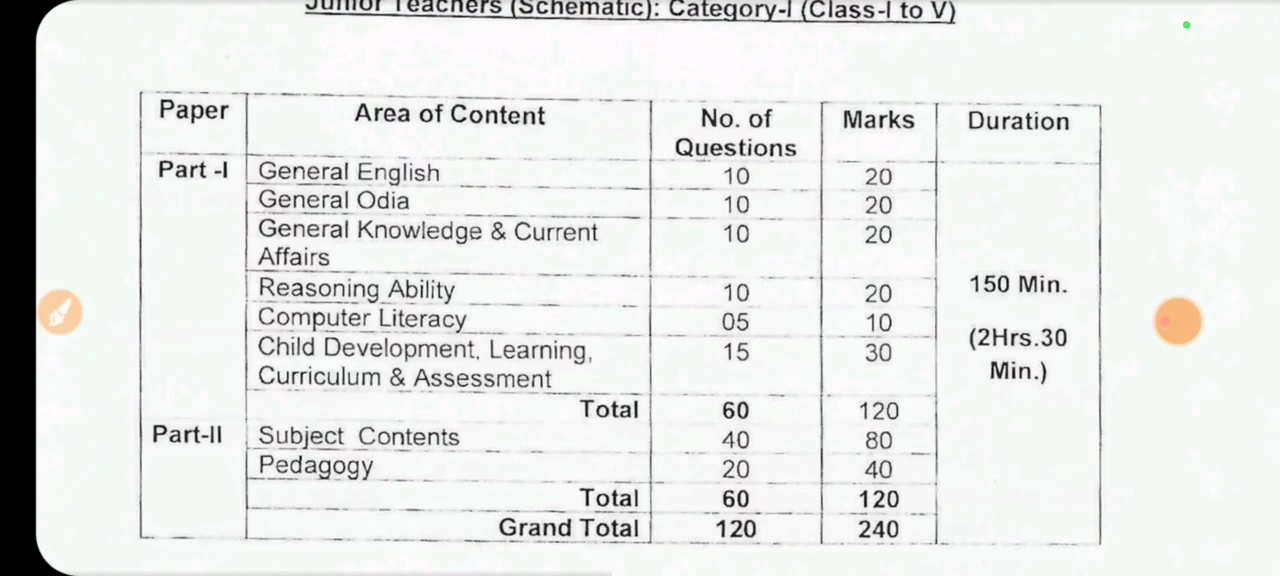 Junior Teachers (Schematic): Category-I (Class-I to V)
Paper Area of Content No. of Questions Marks Duration
Part -I General English 10 20
General Odia 10 20
General Knowledge & Current Affairs 10 20
Reasoning Ability 10 20
Computer Literacy 05 10
Child Development, Learning, Curriculum & Assessment 15 30
150 Min.
(2Hrs.30
Min.)
Total 60 120
Part-II Subject Contents 40 80
Pedagogy 20 40
Total 60 120
Grand Total 120 240